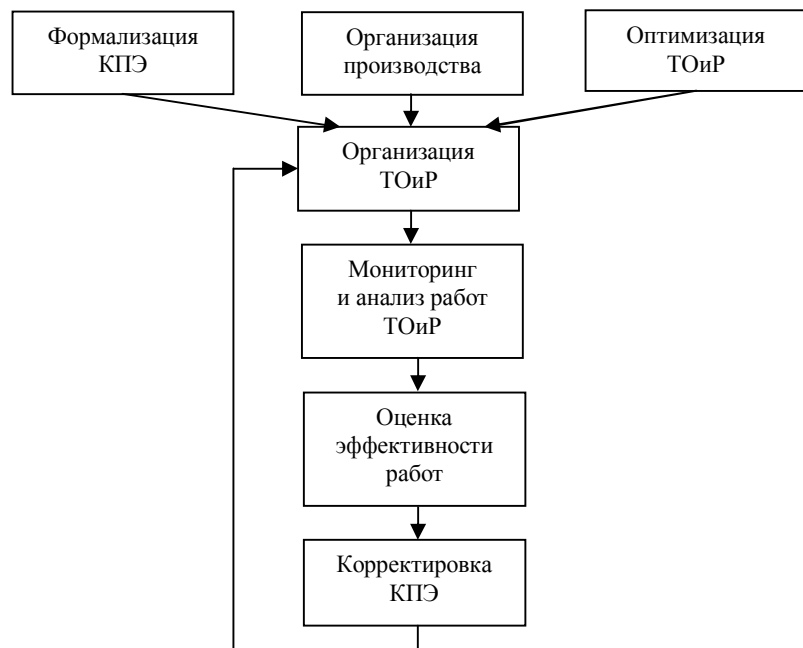 Формализация
КПЭ
Организация
производства
Оптимизация
ТОиР
Организация
ТОиР
Мониторинг
и анализ работ
ТОиР
Оценка
эффективности
работ
Корректировка
КПЭ